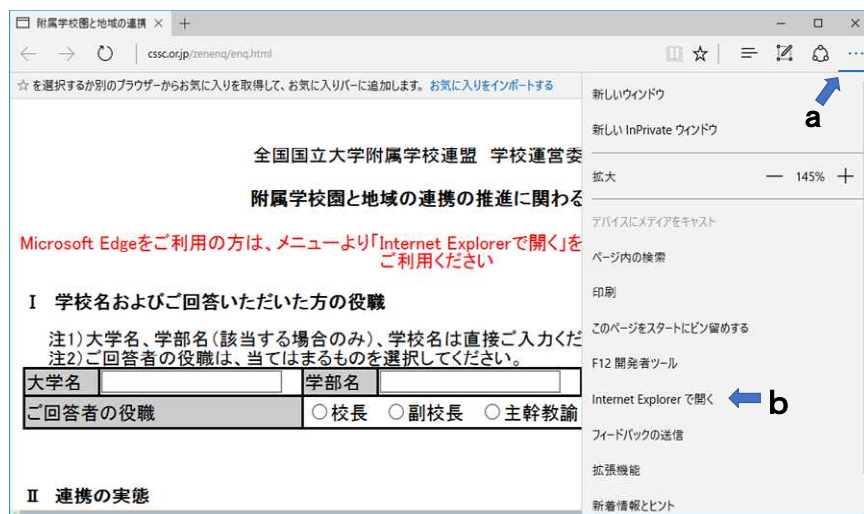 附属学校園と地域の連携
cssc.or.jp/zenenq/enq.html
☆ を選択するか別のブラウザーからお気に入りを取得して、お気に入りバーに追加します。 お気に入りをインポートする
全国国立大学附属学校連盟 学校運営委
附属学校園と地域の連携の推進に関わる
Microsoft Edgeをご利用の方は、メニューより「Internet Explorerで開く」を
ご利用ください
Ⅰ 学校名およびご回答いただいた方の役職
注1)大学名、学部名(該当する場合のみ)、学校名は直接ご入力くだ
注2)ご回答者の役職は、当てはまるものを選択してください。
大学名 学部名
ご回答者の役職 ○校長 ○副校長 ○主幹教諭
Ⅱ 連携の実態
a
新しいウィンドウ
新しい InPrivate ウィンドウ
拡大 — 145% +
デバイスにメディアをキャスト
ページ内の検索
印刷
このページをスタートにピン留めする
F12 開発者ツール
Internet Explorer で開く b
フィードバックの送信
拡張機能
新着情報とヒント